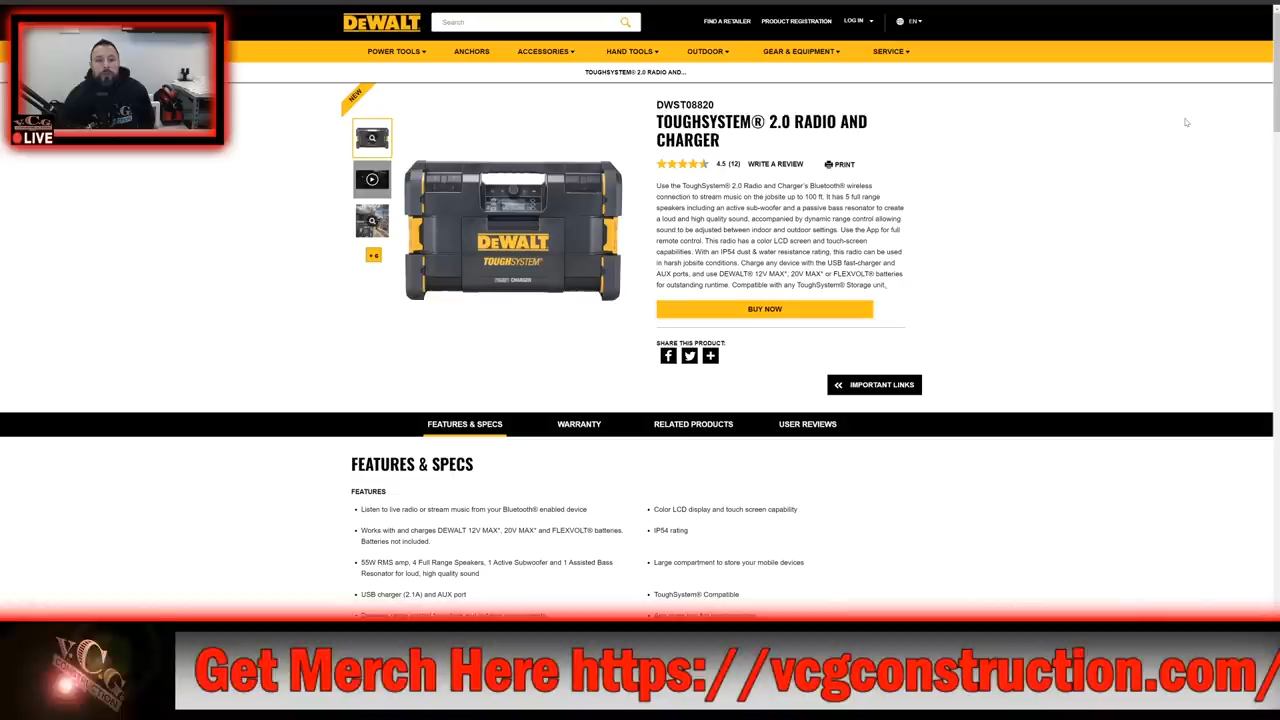 DEWALT
Search
FIND A RETAILER
PRODUCT REGISTRATION
LOG IN
EN
POWER TOOLS
ANCHORS
ACCESSORIES
HAND TOOLS
OUTDOOR
GEAR & EQUIPMENT
SERVICE
TOUGHSYSTEM® 2.0 RADIO AND...
VCG
LIVE
NEW
+ 6
DEWALT
TOUGHSYSTEM
CHARGER
DWST08820
TOUGHSYSTEM® 2.0 RADIO AND
CHARGER
4.5 (12) WRITE A REVIEW
PRINT
Use the ToughSystem® 2.0 Radio and Charger's Bluetooth® wireless
connection to stream music on the jobsite up to 100 ft. It has 5 full range
speakers including an active sub-woofer and a passive bass resonator to create
a loud and high quality sound, accompanied by dynamic range control allowing
sound to be adjusted between indoor and outdoor settings. Use the App for full
remote control. This radio has a color LCD screen and touch-screen
capabilities. With an IP54 dust & water resistance rating, this radio can be used
in harsh jobsite conditions. Charge any device with the USB fast-charger and
AUX ports, and use DEWALT® 12V MAX*, 20V MAX* or FLEXVOLT® batteries
for outstanding runtime. Compatible with any ToughSystem® Storage unit.
BUY NOW
SHARE THIS PRODUCT:
IMPORTANT LINKS
FEATURES & SPECS
WARRANTY
RELATED PRODUCTS
USER REVIEWS
FEATURES & SPECS
FEATURES
Listen to live radio or stream music from your Bluetooth® enabled device
Works with and charges DEWALT 12V MAX*, 20V MAX* and FLEXVOLT® batteries.
Batteries not included.
55W RMS amp, 4 Full Range Speakers, 1 Active Subwoofer and 1 Assisted Bass
Resonator for loud, high quality sound
USB charger (2.1A) and AUX port
Color LCD display and touch screen capability
IP54 rating
Large compartment to store your mobile devices
ToughSystem® Compatible
VCG
CONSTRUCTION
Get Merch Here https://vcgconstruction.com/